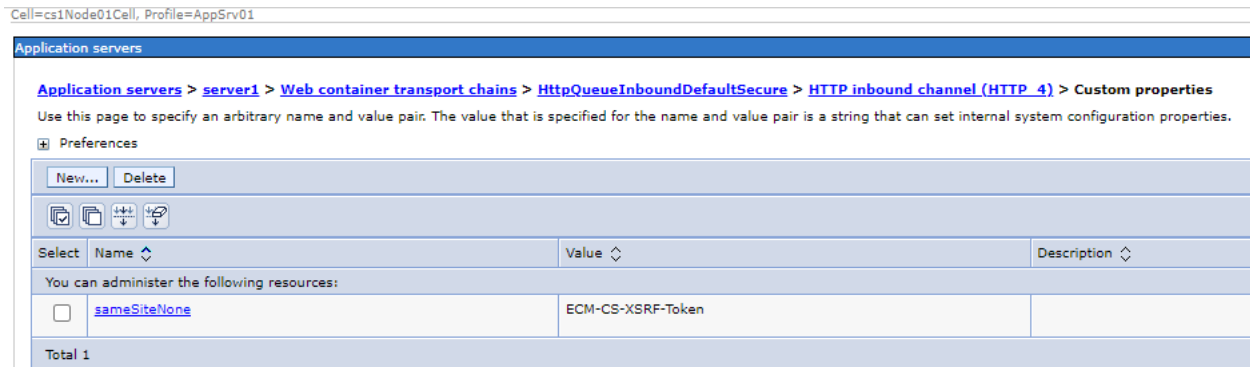 Cell=cs1Node01Cell, Profile=AppSrv01
Application servers
Application servers > server1 > Web container transport chains > HttpQueueInboundDefaultSecure > HTTP inbound channel (HTTP_4) > Custom properties
Use this page to specify an arbitrary name and value pair. The value that is specified for the name and value pair is a string that can set internal system configuration properties.
Preferences
New... Delete
Select Name Value Description
You can administer the following resources:
sameSiteNone ECM-CS-XSRF-Token
Total 1